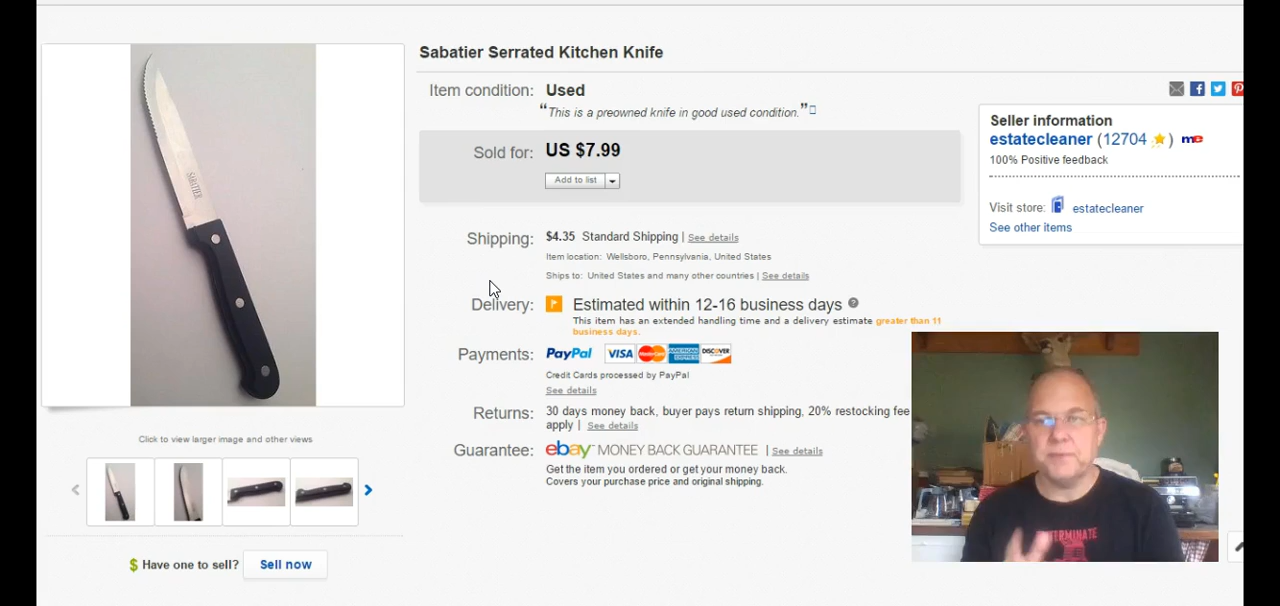 Sabatier Serrated Kitchen Knife
Item condition: Used
“This is a preowned knife in good used condition.”
Sold for: US $7.99
Add to list
Shipping: $4.35 Standard Shipping | See details
Item location: Wellsboro, Pennsylvania, United States
Ships to: United States and many other countries | See details
Delivery: Estimated within 12-16 business days
This item has an extended handling time and a delivery estimate greater than 11
business days.
Payments: PayPal VISA MasterCard AMERICAN EXPRESS DISCOVER
Credit Cards processed by PayPal
See details
Returns: 30 days money back, buyer pays return shipping, 20% restocking fee
apply | See details
Guarantee: ebay MONEY BACK GUARANTEE | See details
Get the item you ordered or get your money back.
Covers your purchase price and original shipping.
Seller information
estatecleaner (12704 ) me
100% Positive feedback
Visit store: estatecleaner
See other items
SABATIER
Click to view larger image and other views
$ Have one to sell? Sell now
TERMINATE